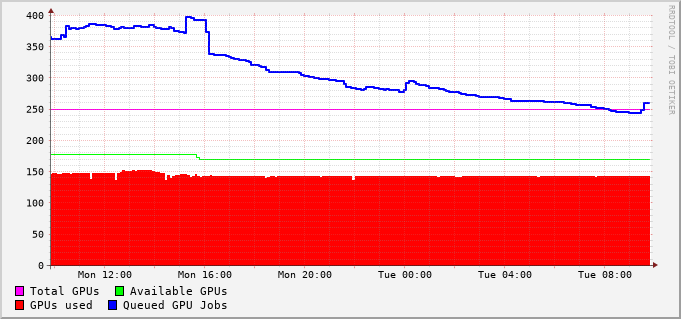 400
350
300
250
200
150
100
50
0
Mon 12:00 Mon 16:00 Mon 20:00 Tue 00:00 Tue 04:00 Tue 08:00
Total GPUs Available GPUs
GPUs used Queued GPU Jobs
RRDTOOL / TOBI OETIKER